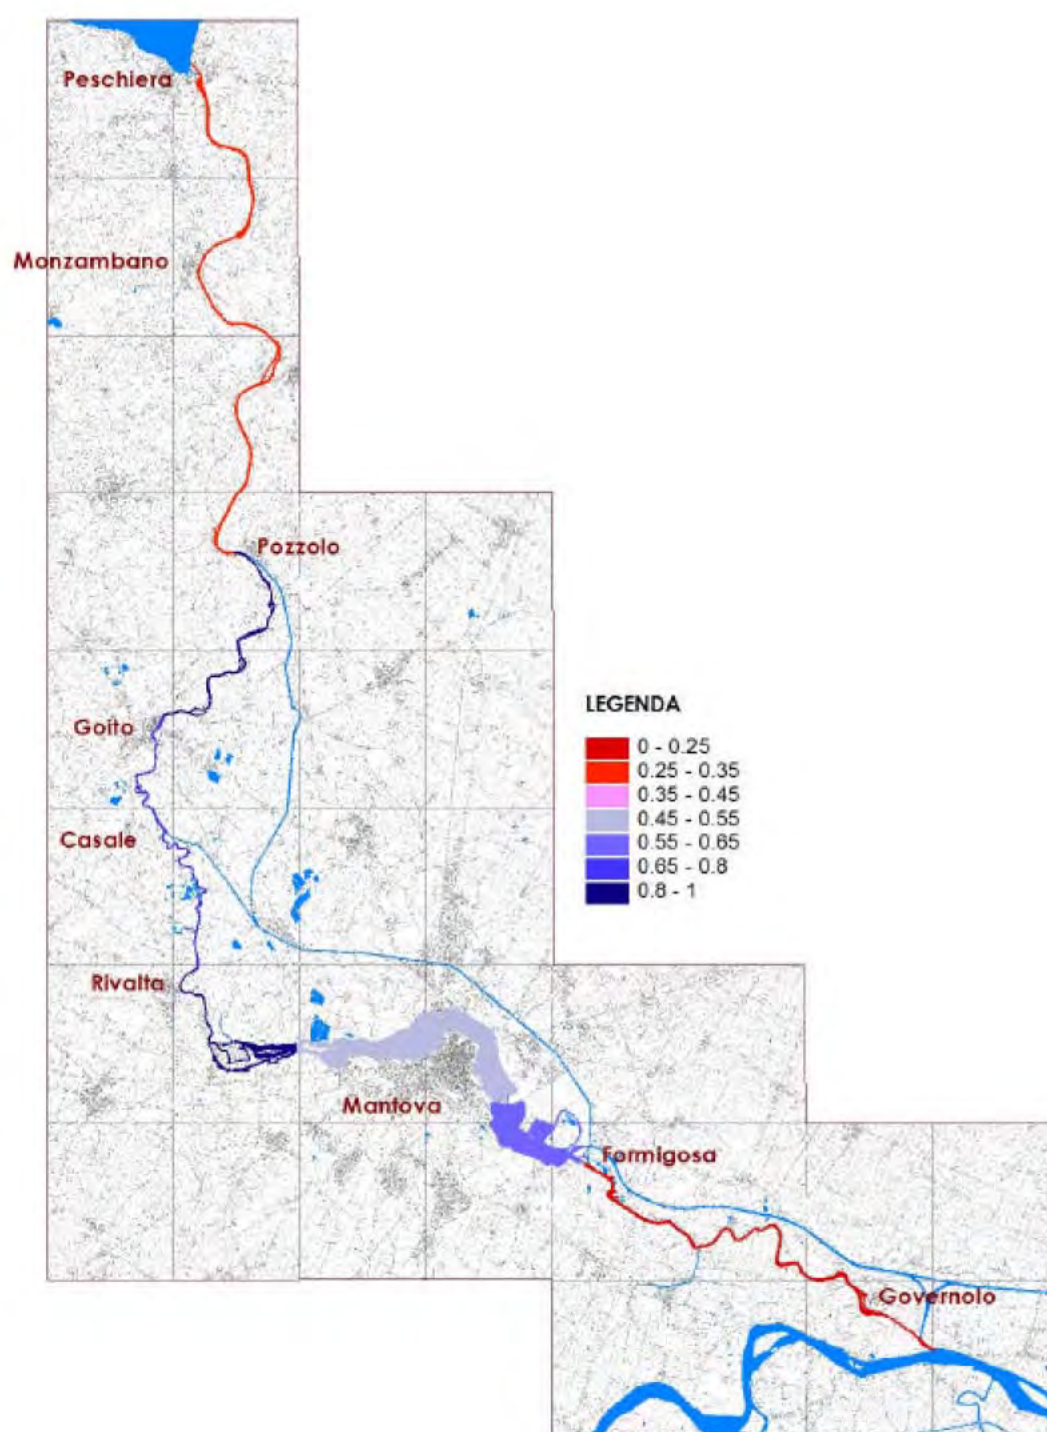 Peschiera
Monzambano
Pozzolo
Goito
Casale
Rivalta
Mantova
Formigosa
Governolo
LEGENDA
0 - 0.25
0.25 - 0.35
0.35 - 0.45
0.45 - 0.55
0.55 - 0.65
0.65 - 0.8
0.8 - 1